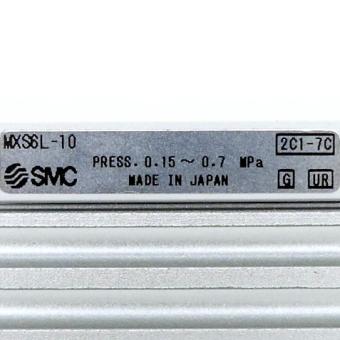 MXS6L-10
2C1-7C
PRESS. 0.15～0.7 MPa
SMC
MADE IN JAPAN
G UR